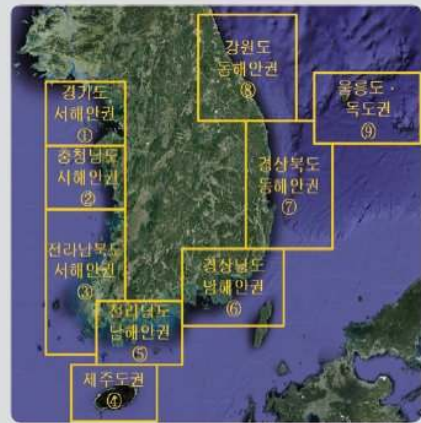 강원도
동해안권
⑧
울릉도 ·
독도권
⑨
경기도
서해안권
①
충청남도
서해안권
②
경상북도
동해안권
⑦
전라남북도
서해안권
③
경상남도
남해안권
⑥
전라남도
남해안권
⑤
제주도권
④